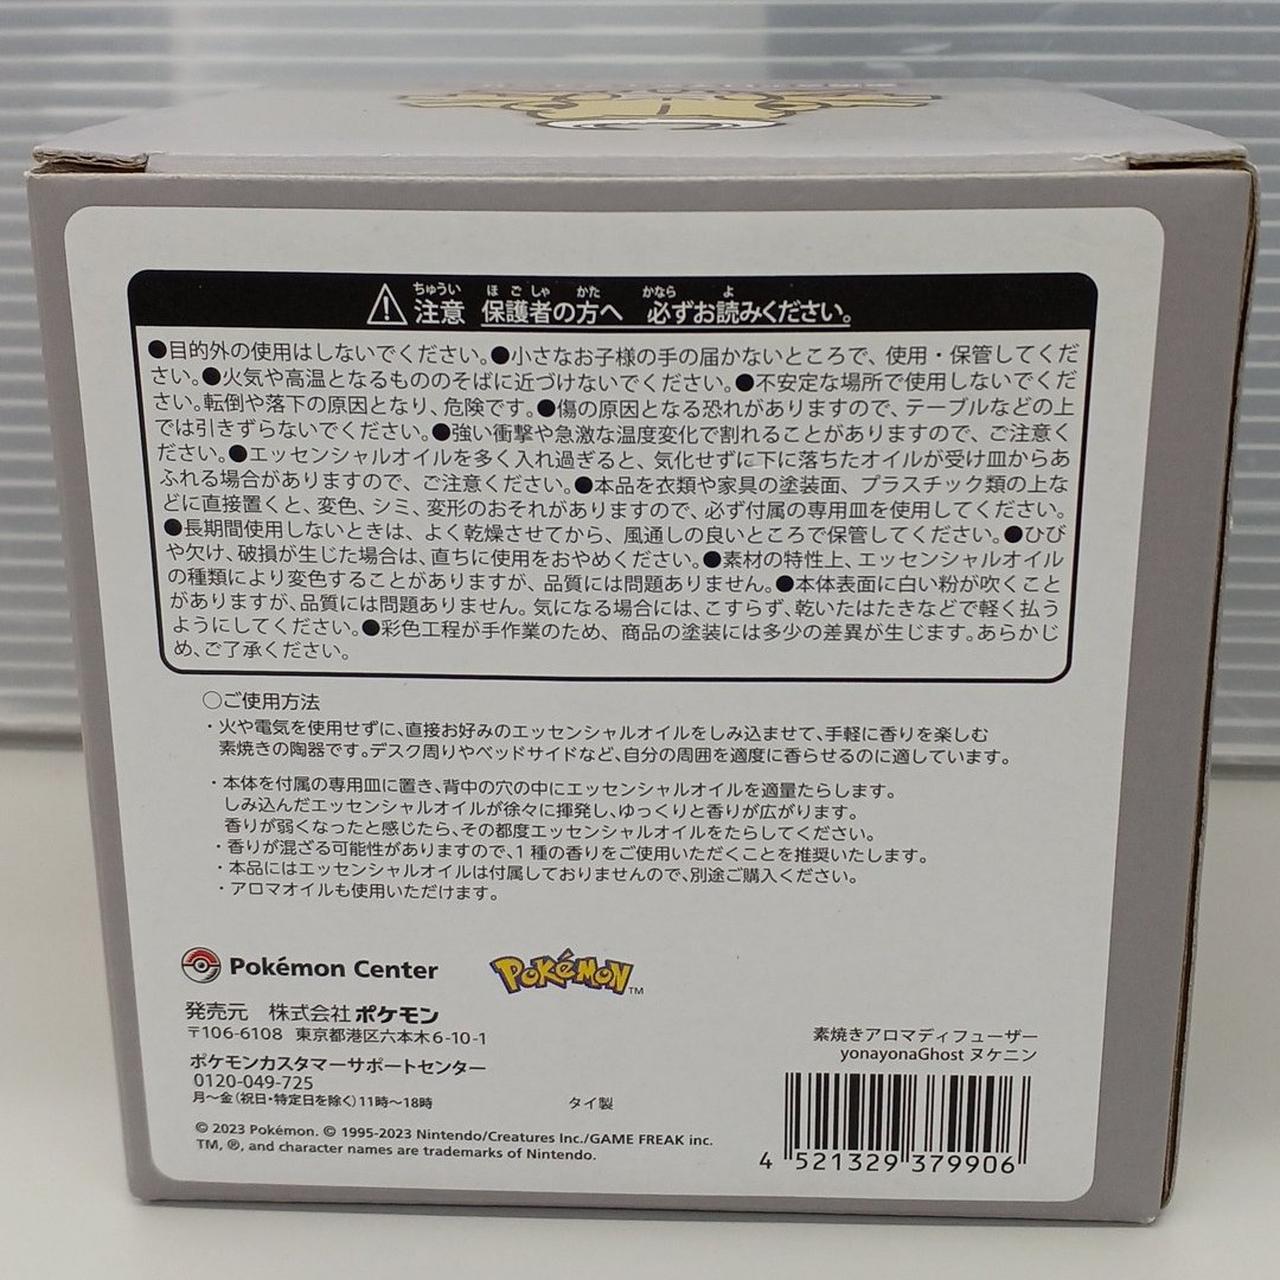 注意 保護者の方へ 必ずお読みください。
●目的外の使用はしないでください。●小さなお子様の手の届かないところで、使用・保管してくだ
さい。●火気や高温となるもののそばに近づけないでください。●不安定な場所で使用しないでくだ
さい。転倒や落下の原因となり、危険です。●傷の原因となる恐れがありますので、テーブルなどの上
では引きずらないでください。●強い衝撃や急激な温度変化で割れることがありますので、ご注意く
ださい。●エッセンシャルオイルを多く入れ過ぎると、気化せずに下に落ちたオイルが受け皿からあ
ふれる場合がありますので、ご注意ください。●本品を衣類や家具の塗装面、プラスチック類の上な
どに直接置くと、変色、シミ、変形のおそれがありますので、必ず付属の専用皿を使用してください。
●長期間使用しないときは、よく乾燥させてから、風通しの良いところで保管してください。●ひび
や欠け、破損が生じた場合は、直ちに使用をおやめください。●素材の特性上、エッセンシャルオイル
の種類により変色することがありますが、品質には問題ありません。●本体表面に白い粉が吹くこと
がありますが、品質には問題ありません。気になる場合には、こすらず、乾いたはたきなどで軽く払う
ようにしてください。●彩色工程が手作業のため、商品の塗装には多少の差異が生じます。あらかじ
め、ご了承ください。
○ご使用方法
・火や電気を使用せずに、直接お好みのエッセンシャルオイルをしみ込ませて、手軽に香りを楽しむ
素焼きの陶器です。デスク周りやベッドサイドなど、自分の周囲を適度に香らせるのに適しています。
・本体を付属の専用皿に置き、背中の穴の中にエッセンシャルオイルを適量たらします。
しみ込んだエッセンシャルオイルが徐々に揮発し、ゆっくりと香りが広がります。
香りが弱くなったと感じたら、その都度エッセンシャルオイルをたらしてください。
・香りが混ざる可能性がありますので、1種の香りをご使用いただくことを推奨いたします。
・本品にはエッセンシャルオイルは付属しておりませんので、別途ご購入ください。
・アロマオイルも使用いただけます。
Pokémon Center
POKéMON TM
発売元 株式会社ポケモン
〒106-6108 東京都港区六本木6-10-1
ポケモンカスタマーサポートセンター
0120-049-725
月～金(祝日・特定日を除く)11時～18時
タイ製
© 2023 Pokémon. © 1995-2023 Nintendo/Creatures Inc./GAME FREAK inc.
TM, ®, and character names are trademarks of Nintendo.
素焼きアロマディフューザー
yonayonaGhost ヌケニン
4 521329 379906